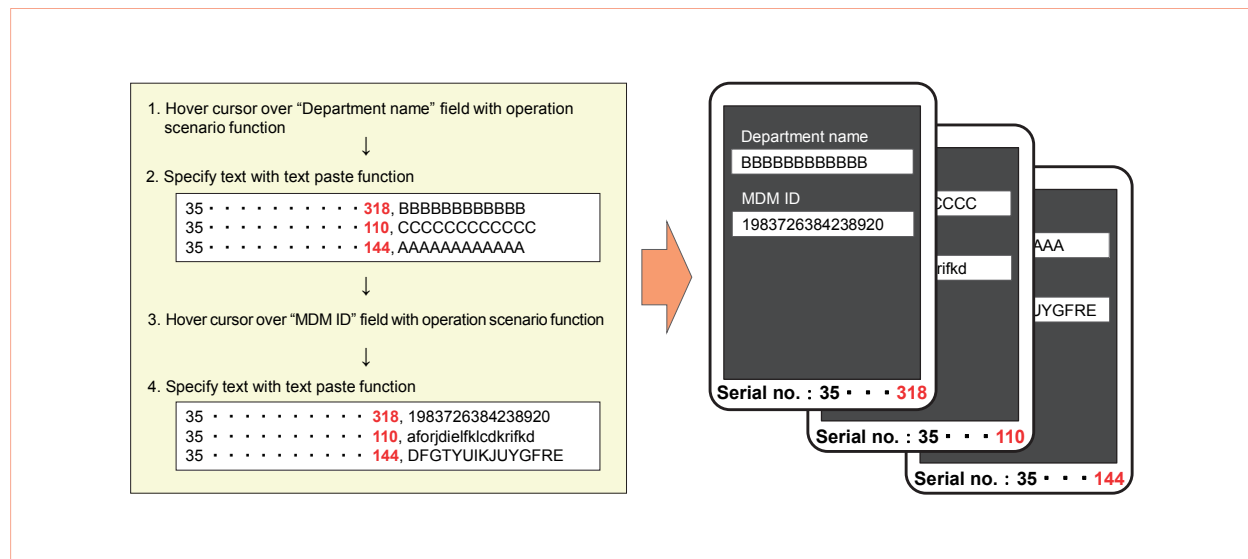 1. Hover cursor over “Department name” field with operation
scenario function
↓
2. Specify text with text paste function
35 · · · · · · · · · · 318, BBBBBBBBBBBB
35 · · · · · · · · · · 110, CCCCCCCCCCCC
35 · · · · · · · · · · 144, AAAAAAAAAAAA
↓
3. Hover cursor over “MDM ID” field with operation scenario function
↓
4. Specify text with text paste function
35 · · · · · · · · · · 318, 1983726384238920
35 · · · · · · · · · · 110, aforjdielfklcdkrifkd
35 · · · · · · · · · · 144, DFGTYUIKJUYGFRE
Department name
BBBBBBBBBBBB
MDM ID
1983726384238920
Serial no. : 35 · · · 318
CCCC
rifkd
Serial no. : 35 · · · 110
AAA
JYGFRE
Serial no. : 35 · · · 144